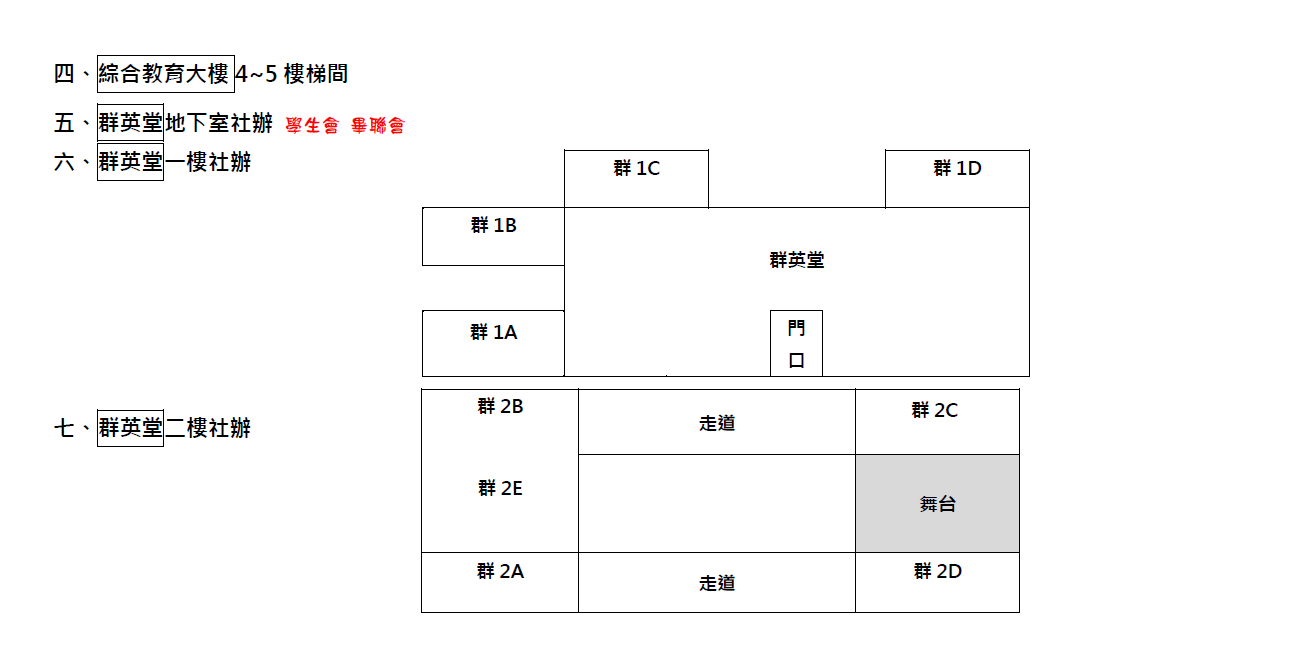 四、綜合教育大樓 4~5 樓梯間
五、群英堂地下室社辦 學生會 畢聯會
六、群英堂一樓社辦
群 1C
群 1D
群 1B
群英堂
群 1A
門
口
七、群英堂二樓社辦
群 2B
走道
群 2C
群 2E
舞台
群 2A
走道
群 2D